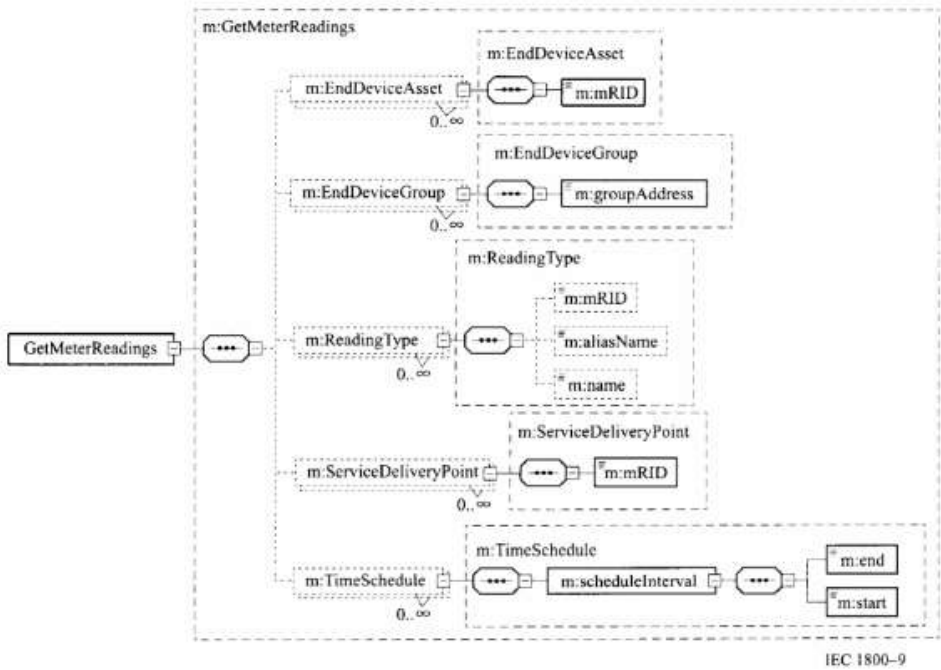 m:GetMeterReadings
m:EndDeviceAsset
m:EndDeviceAsset
m:mRID
0..∞
m:EndDeviceGroup
m:EndDeviceGroup
m:groupAddress
0..∞
m:ReadingType
m:mRID
GetMeterReadings
m:ReadingType
m:aliasName
0..∞
m:name
m:ServiceDeliveryPoint
m:ServiceDeliveryPoint
m:mRID
0..∞
m:TimeSchedule
m:end
m:TimeSchedule
m:scheduleInterval
m:start
0..∞
IEC 1800–9